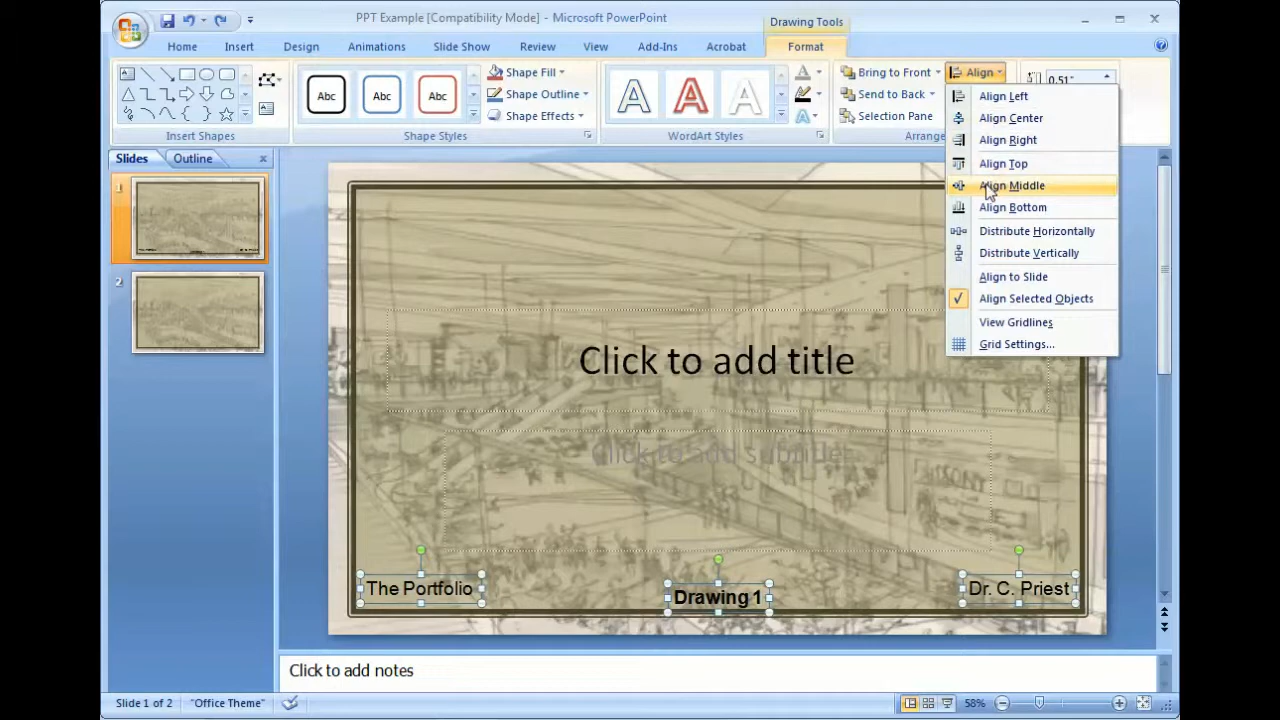 PPT Example [Compatibility Mode] - Microsoft PowerPoint
Drawing Tools
Home Insert Design Animations Slide Show Review View Add-Ins Acrobat Format
Abc Abc Abc
Shape Fill
Shape Outline
Shape Effects
A A A
A
A
Bring to Front
Send to Back
Selection Pane
Align
0.51"
Insert Shapes
Shape Styles
WordArt Styles
Arrange
Align Left
Align Center
Align Right
Align Top
Align Middle
Align Bottom
Distribute Horizontally
Distribute Vertically
Align to Slide
Align Selected Objects
View Gridlines
Grid Settings...
Slides Outline
1
2
Click to add title
Click to add subtitle
The Portfolio
Drawing 1
Dr. C. Priest
Click to add notes
Slide 1 of 2
"Office Theme"
58%